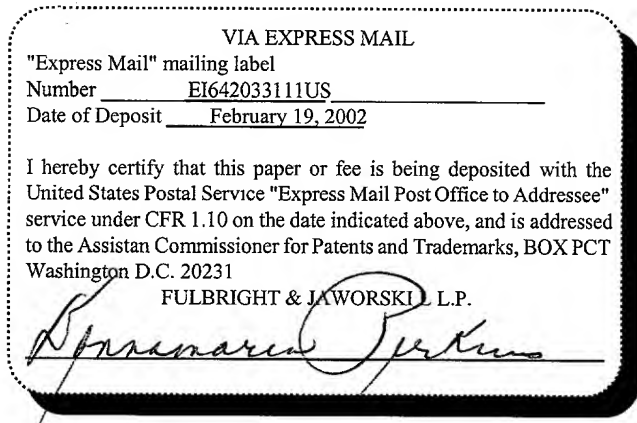 VIA EXPRESS MAIL
"Express Mail" mailing label
Number EI642033111US
Date of Deposit February 19, 2002
I hereby certify that this paper or fee is being deposited with the
United States Postal Service "Express Mail Post Office to Addressee"
service under CFR 1.10 on the date indicated above, and is addressed
to the Assistan Commissioner for Patents and Trademarks, BOX PCT
Washington D.C. 20231
FULBRIGHT & JAWORSKI L.P.
Donnamaria Perkins